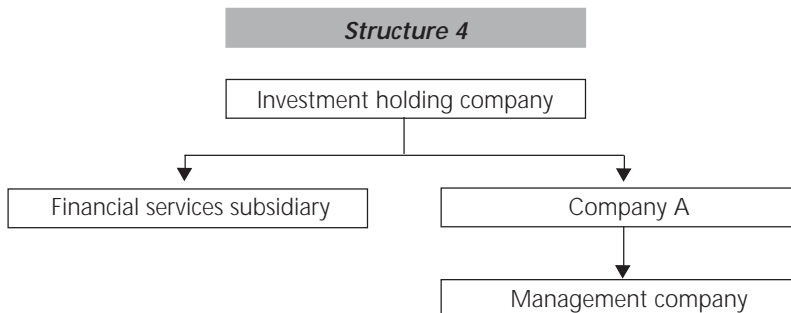 Structure 4
Investment holding company
Financial services subsidiary
Company A
Management company